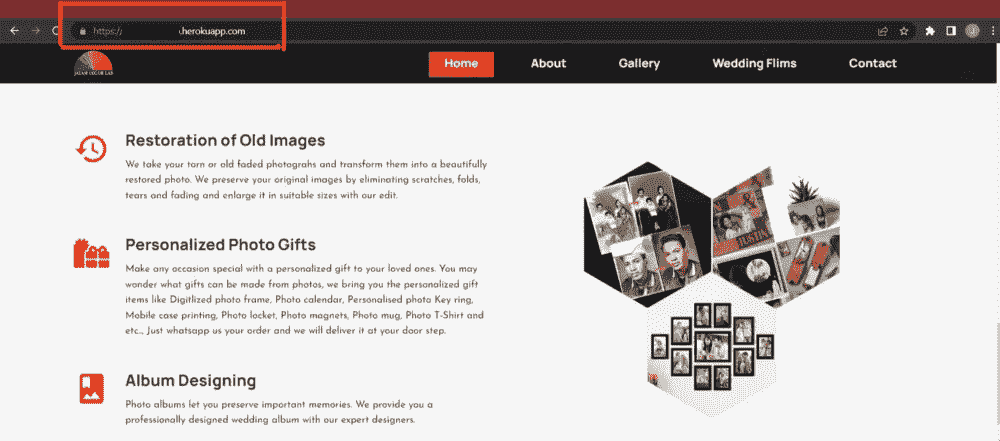 https://
.herokuapp.com
J
Home About Gallery Wedding Flims Contact
Restoration of Old Images
We take your torn or old faded photograhs and transform them into a beautifully
restored photo. We preserve your original images by eliminating scratches, folds,
tears and fading and enlarge it in suitable sizes with our edit.
Personalized Photo Gifts
Make any occasion special with a personalized gift to your loved ones. You may
wonder what gifts can be made from photos, we bring you the personalized gift
items like Digitlized photo frame, Photo calendar, Personalised photo Key ring,
Mobile case printing, Photo locket, Photo magnets, Photo mug, Photo T-Shirt and
etc.., Just whatsapp us your order and we will deliver it at your door step.
Album Designing
Photo albums let you preserve important memories. We provide you a
professionally designed wedding album with our expert designers.